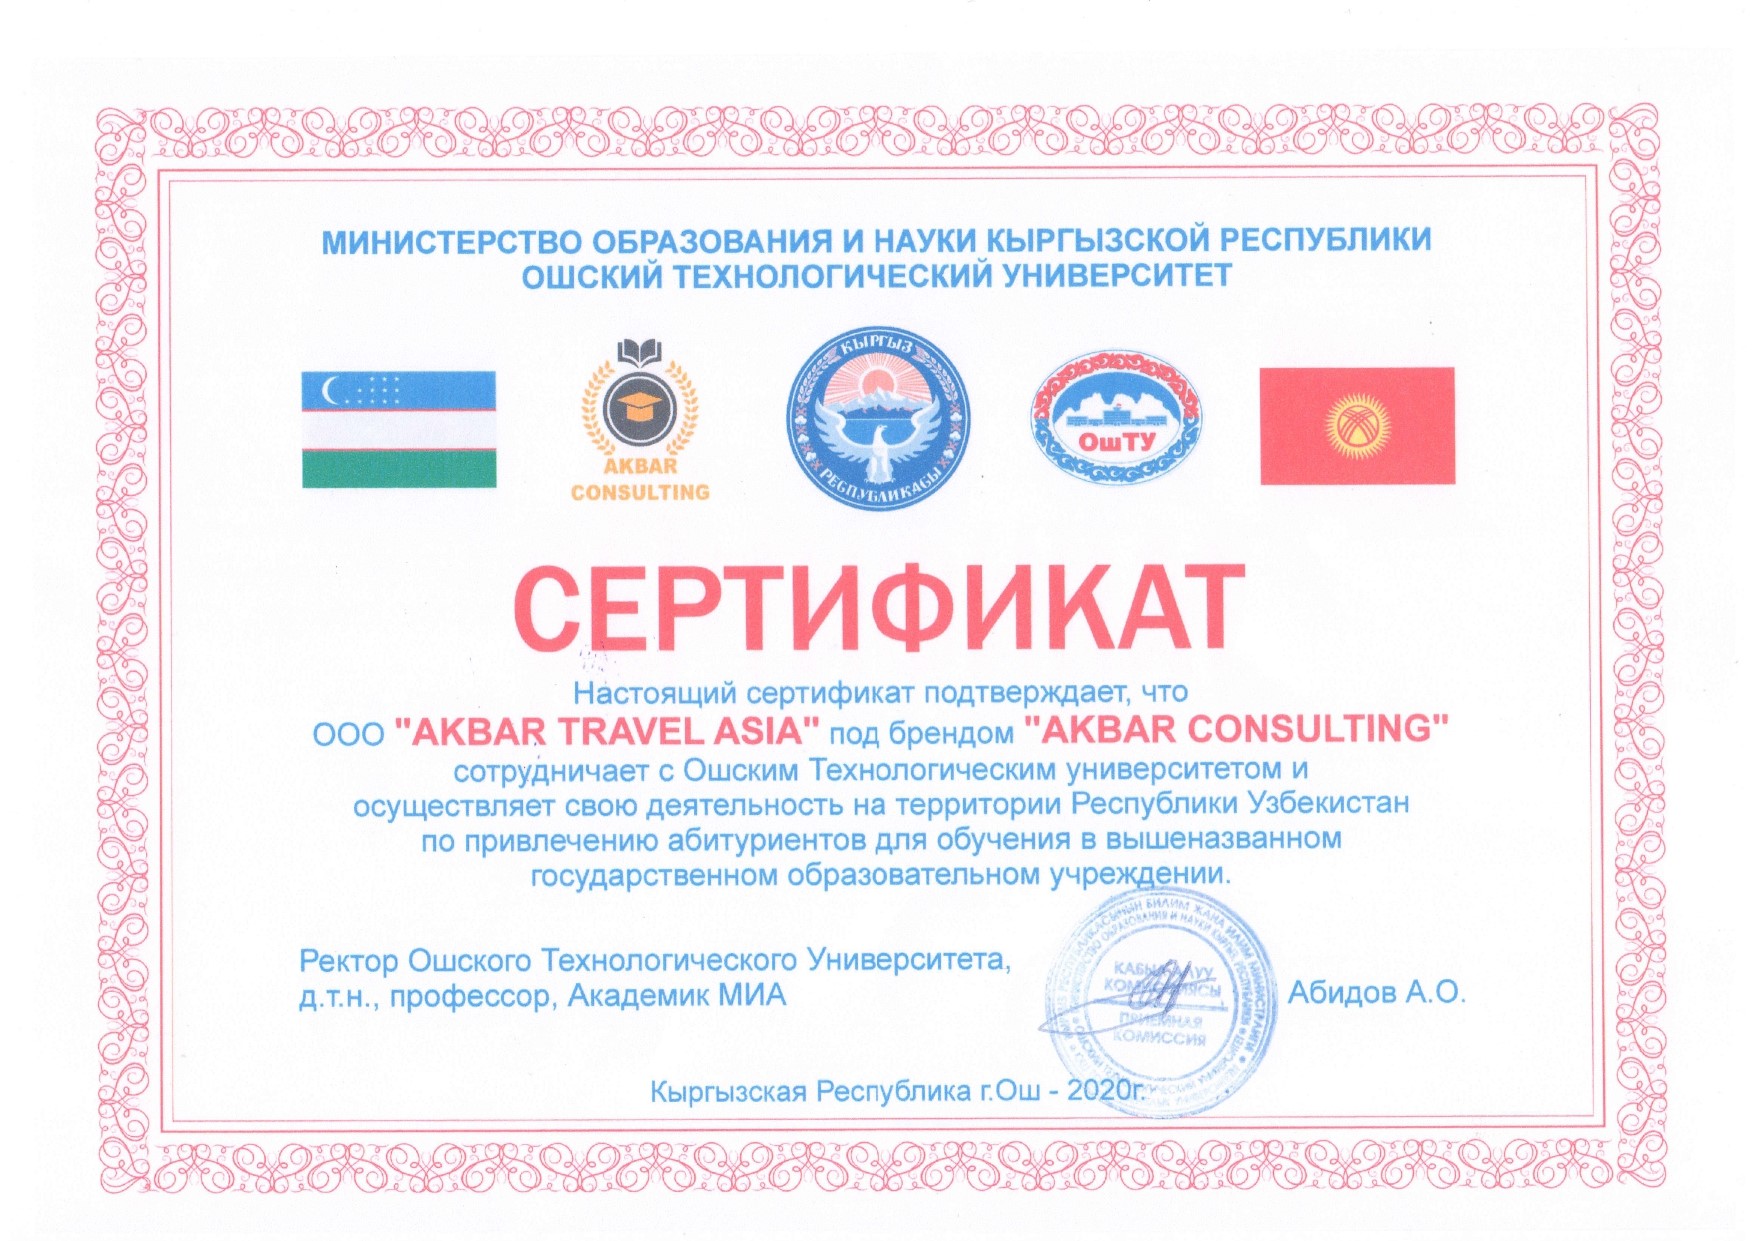 МИНИСТЕРСТВО ОБРАЗОВАНИЯ И НАУКИ КЫРГЫЗСКОЙ РЕСПУБЛИКИ
ОШСКИЙ ТЕХНОЛОГИЧЕСКИЙ УНИВЕРСИТЕТ
AKBAR
CONSULTING
КЫРГЫЗ
РЕСПУБЛИКАСЫ
ОшТУ
СЕРТИФИКАТ
Настоящий сертификат подтверждает, что
ООО "AKBAR TRAVEL ASIA" под брендом "AKBAR CONSULTING"
сотрудничает с Ошским Технологическим университетом и
осуществляет свою деятельность на территории Республики Узбекистан
по привлечению абитуриентов для обучения в вышеназванном
государственном образовательном учреждении.
Ректор Ошского Технологического Университета,
д.т.н., профессор, Академик МИА
Абидов А.О.
КАБЫЛ АЛУУ
КОМИССИЯСЫ
ПРИЕМНАЯ
КОМИССИЯ
Кыргызская Республика г.Ош - 2020г.